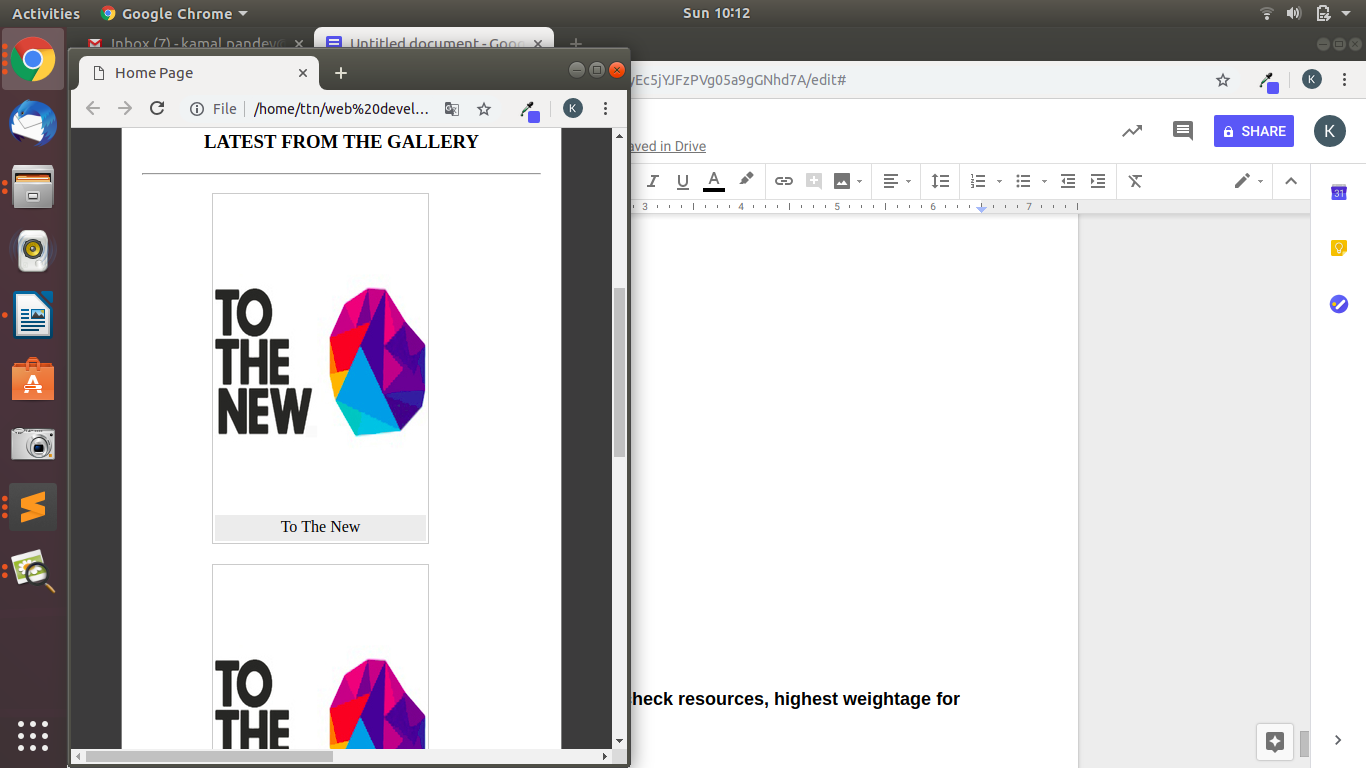 Activities
Google Chrome
Sun 10:12
Inbox (7) - kamal.pandey
Untitled document - Goo
Home Page
yEc5jYJFzPVg05a9gGNhd7A/edit#
File
/home/ttn/web%20devel...
K
K
LATEST FROM THE GALLERY
SHARE
K
aved in Drive
I U A
3 4 5 6 7
31
TO
THE
NEW
To The New
TO
THE
heck resources, highest weightage for